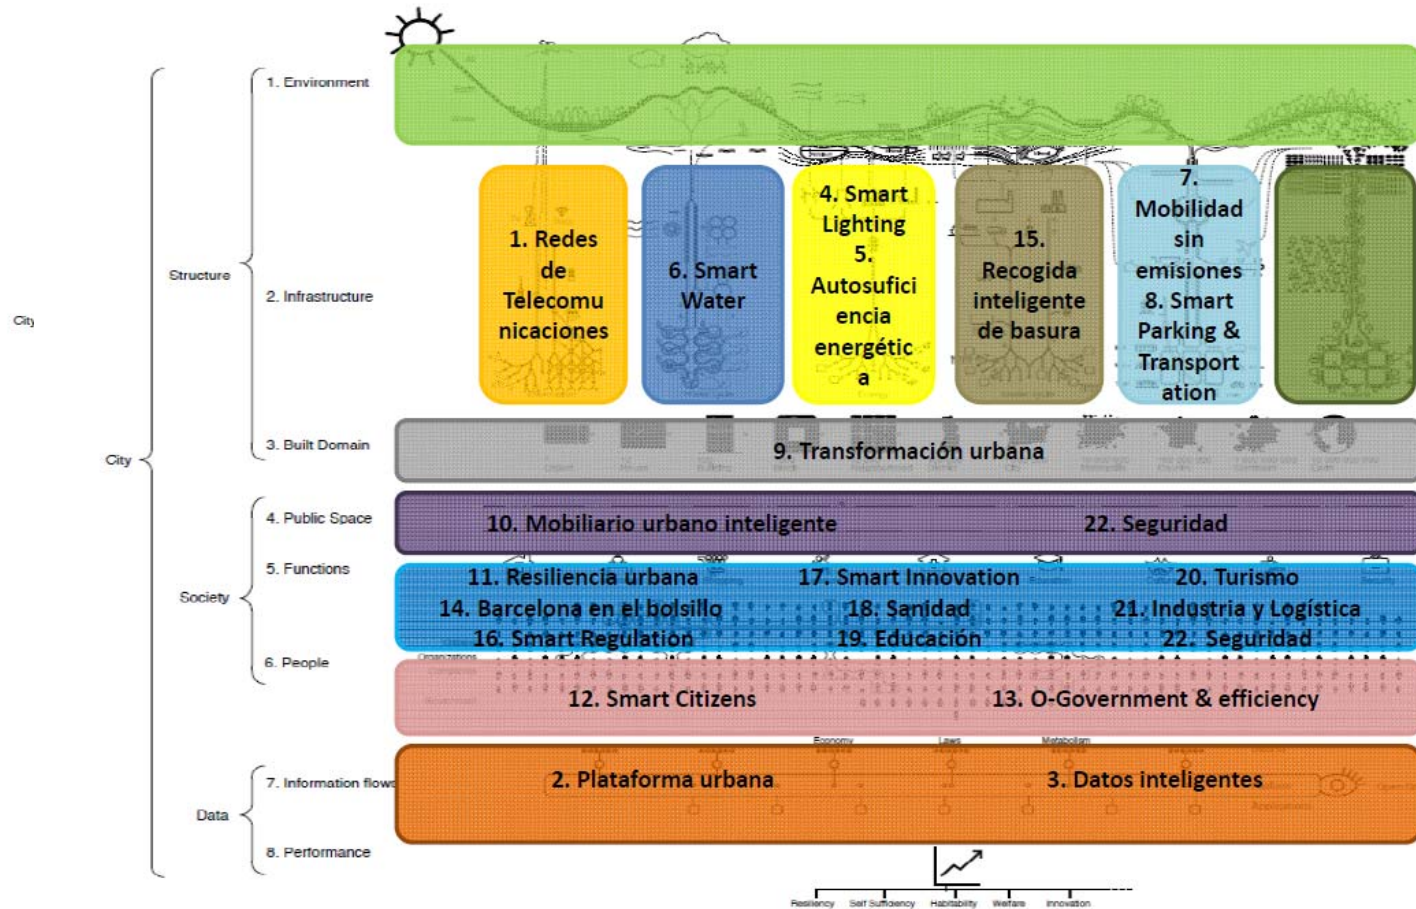 City
City
Structure
Society
Data
1. Environment
2. Infrastructure
3. Built Domain
4. Public Space
5. Functions
6. People
7. Information flows
8. Performance
1. Redes
de
Telecomu
nicaciones
6. Smart
Water
4. Smart
Lighting
5.
Autosufici
encia
energétic
a
15.
Recogida
inteligente
de basura
7.
Mobilidad
sin
emisiones
8. Smart
Parking &
Transport
ation
9. Transformación urbana
10. Mobiliario urbano inteligente
22. Seguridad
11. Resiliencia urbana
14. Barcelona en el bolsillo
16. Smart Regulation
17. Smart Innovation
18. Sanidad
19. Educación
20. Turismo
21. Industria y Logística
22. Seguridad
Organizations
12. Smart Citizens
13. O-Government & efficiency
Economy
Laws
Metabolism
2. Plataforma urbana
3. Datos inteligentes
Applications
Resiliency
Self Sufficiency
Habitability
Welfare
Innovation